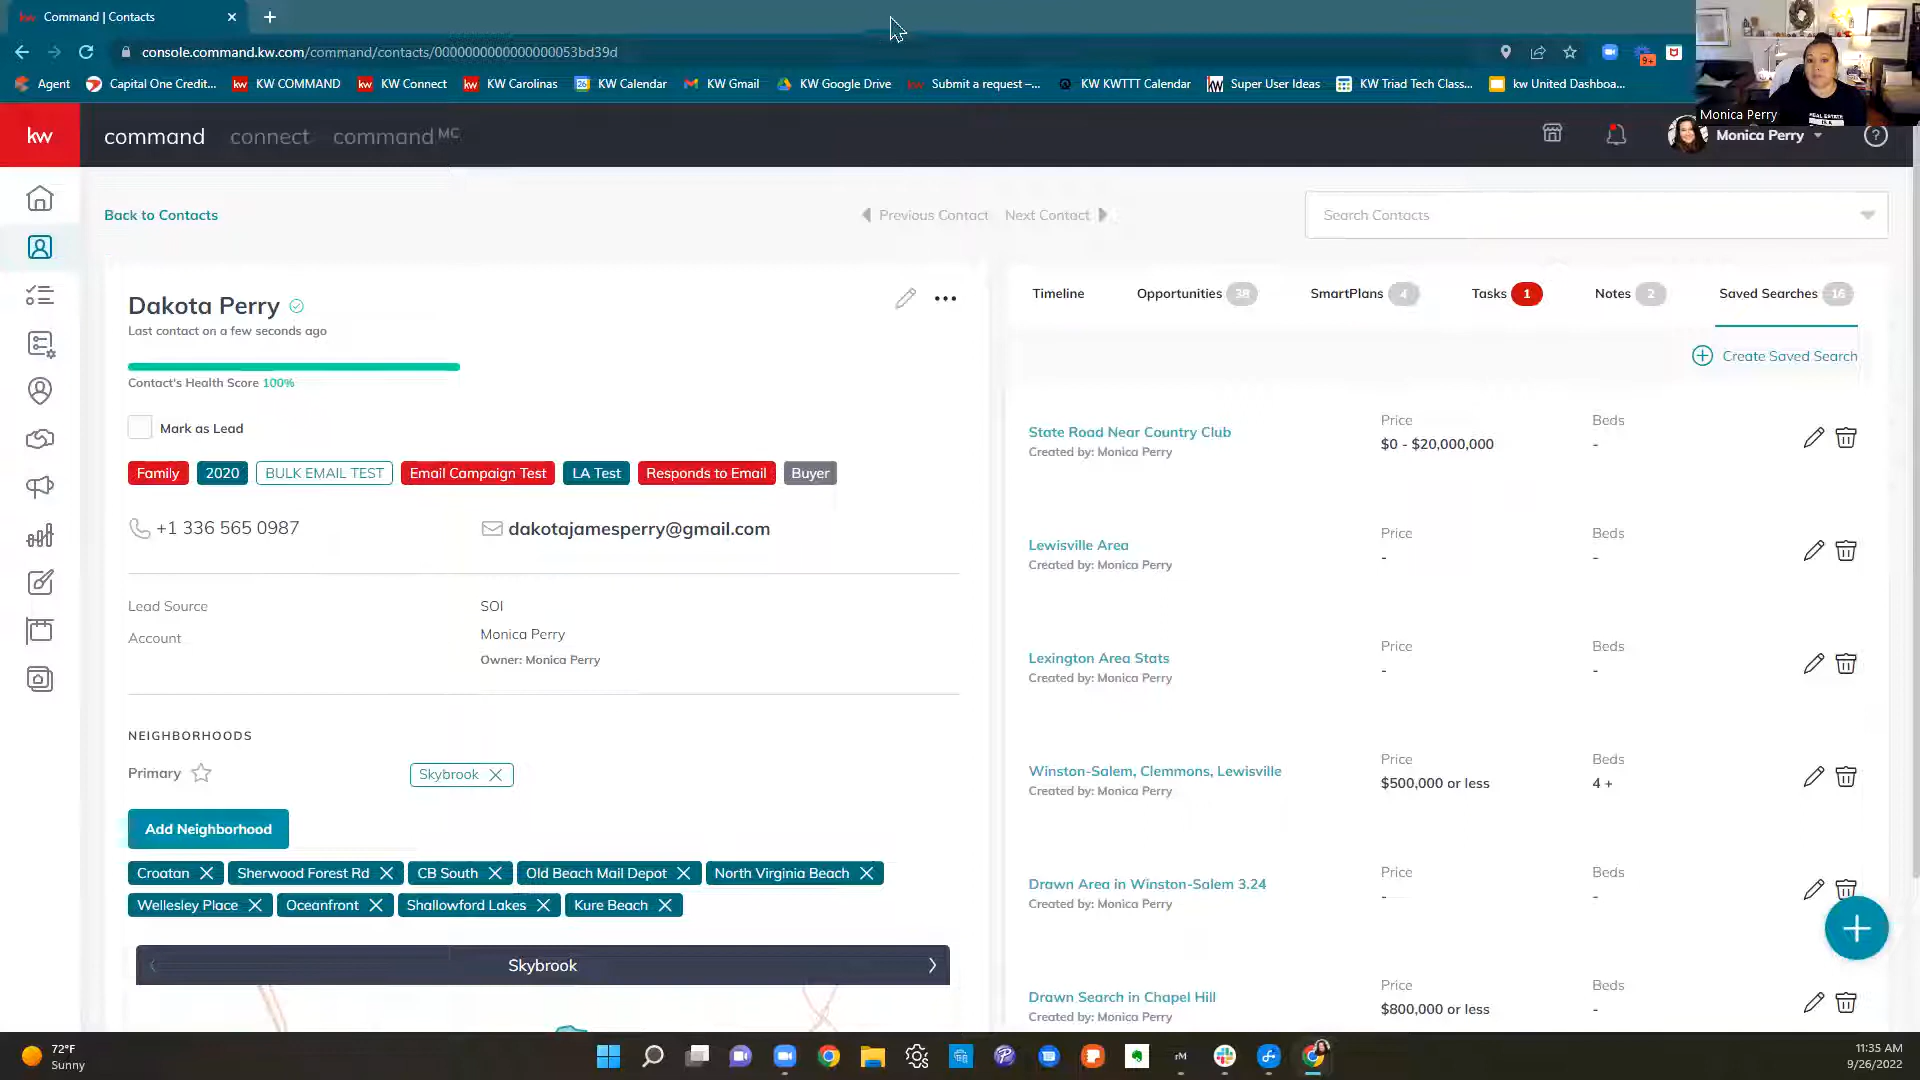 kw Command | Contacts
console.command.kw.com/command/contacts/0000000000000000053bd39d
9+
Agent
Capital One Credit...
KW COMMAND
KW Connect
KW Carolinas
KW Calendar
KW Gmail
KW Google Drive
Submit a request –...
KW KWTTT Calendar
Super User Ideas
KW Triad Tech Class...
kw United Dashboa...
Monica Perry
kw
command connect command MC
Monica Perry
Back to Contacts
Previous Contact Next Contact
Search Contacts
Dakota Perry
Last contact on a few seconds ago
Contact's Health Score 100%
Mark as Lead
Family 2020 BULK EMAIL TEST Email Campaign Test LA Test Responds to Email Buyer
+1 336 565 0987 dakotajamesperry@gmail.com
Lead Source SOI
Account Monica Perry
Owner: Monica Perry
NEIGHBORHOODS
Primary Skybrook
Add Neighborhood
Croatan Sherwood Forest Rd CB South Old Beach Mail Depot North Virginia Beach
Wellesley Place Oceanfront Shallowford Lakes Kure Beach
Skybrook
Timeline Opportunities 38 SmartPlans 4 Tasks 1 Notes 2 Saved Searches 16
Create Saved Search
State Road Near Country Club
Created by: Monica Perry
Price
$0 - $20,000,000
Beds
-
Lewisville Area
Created by: Monica Perry
Price
-
Beds
-
Lexington Area Stats
Created by: Monica Perry
Price
-
Beds
-
Winston-Salem, Clemmons, Lewisville
Created by: Monica Perry
Price
$500,000 or less
Beds
4 +
Drawn Area in Winston-Salem 3.24
Created by: Monica Perry
Price
-
Beds
-
Drawn Search in Chapel Hill
Created by: Monica Perry
Price
$800,000 or less
Beds
-
72°F
Sunny
11:35 AM
9/26/2022